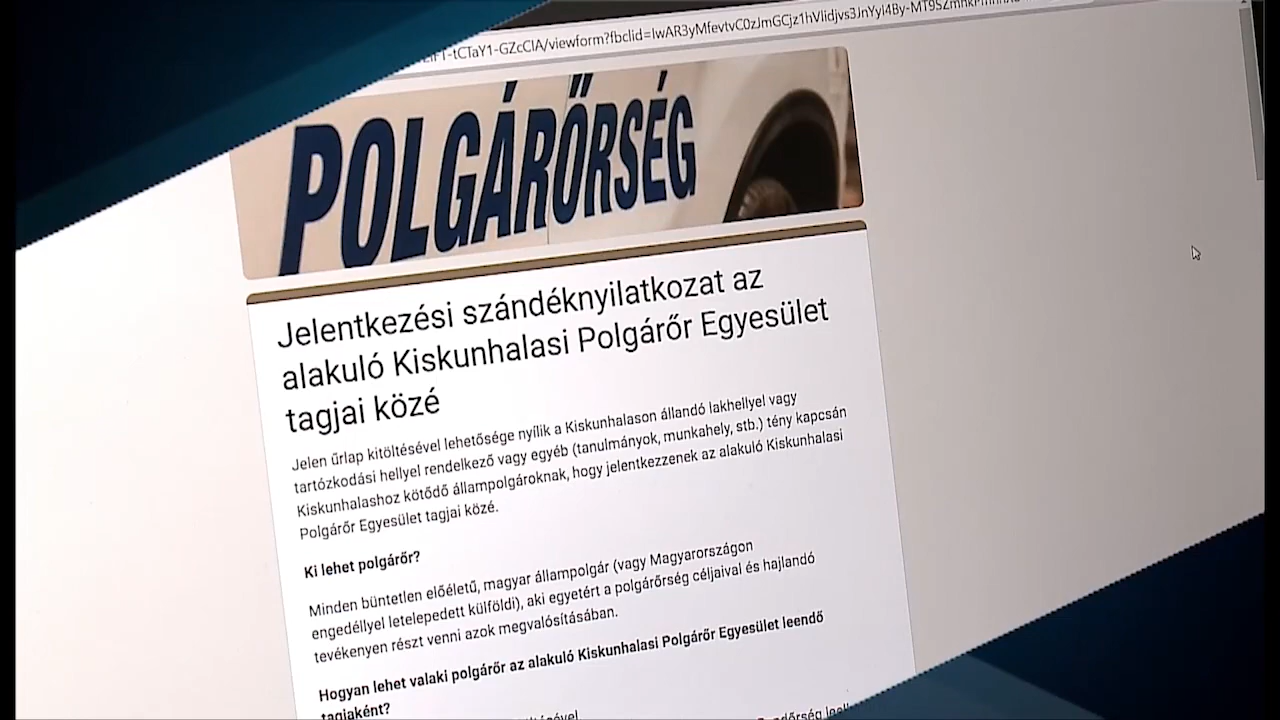 POLGÁRŐRSÉG
Jelentkezési szándéknyilatkozat az
alakuló Kiskunhalasi Polgárőr Egyesület
tagjai közé
Jelen űrlap kitöltésével lehetősége nyílik a Kiskunhalason állandó lakhellyel vagy
tartózkodási hellyel rendelkező vagy egyéb (tanulmányok, munkahely, stb.) tény kapcsán
Kiskunhalashoz kötődő állampolgároknak, hogy jelentkezzenek az alakuló Kiskunhalasi
Polgárőr Egyesület tagjai közé.
Ki lehet polgárőr?
Minden büntetlen előéletű, magyar állampolgár (vagy Magyarországon
engedéllyel letelepedett külföldi), aki egyetért a polgárőrség céljaival és hajlandó
tevékenyen részt venni azok megvalósításában.
Hogyan lehet valaki polgárőr az alakuló Kiskunhalasi Polgárőr Egyesület leendő
tagjaként?